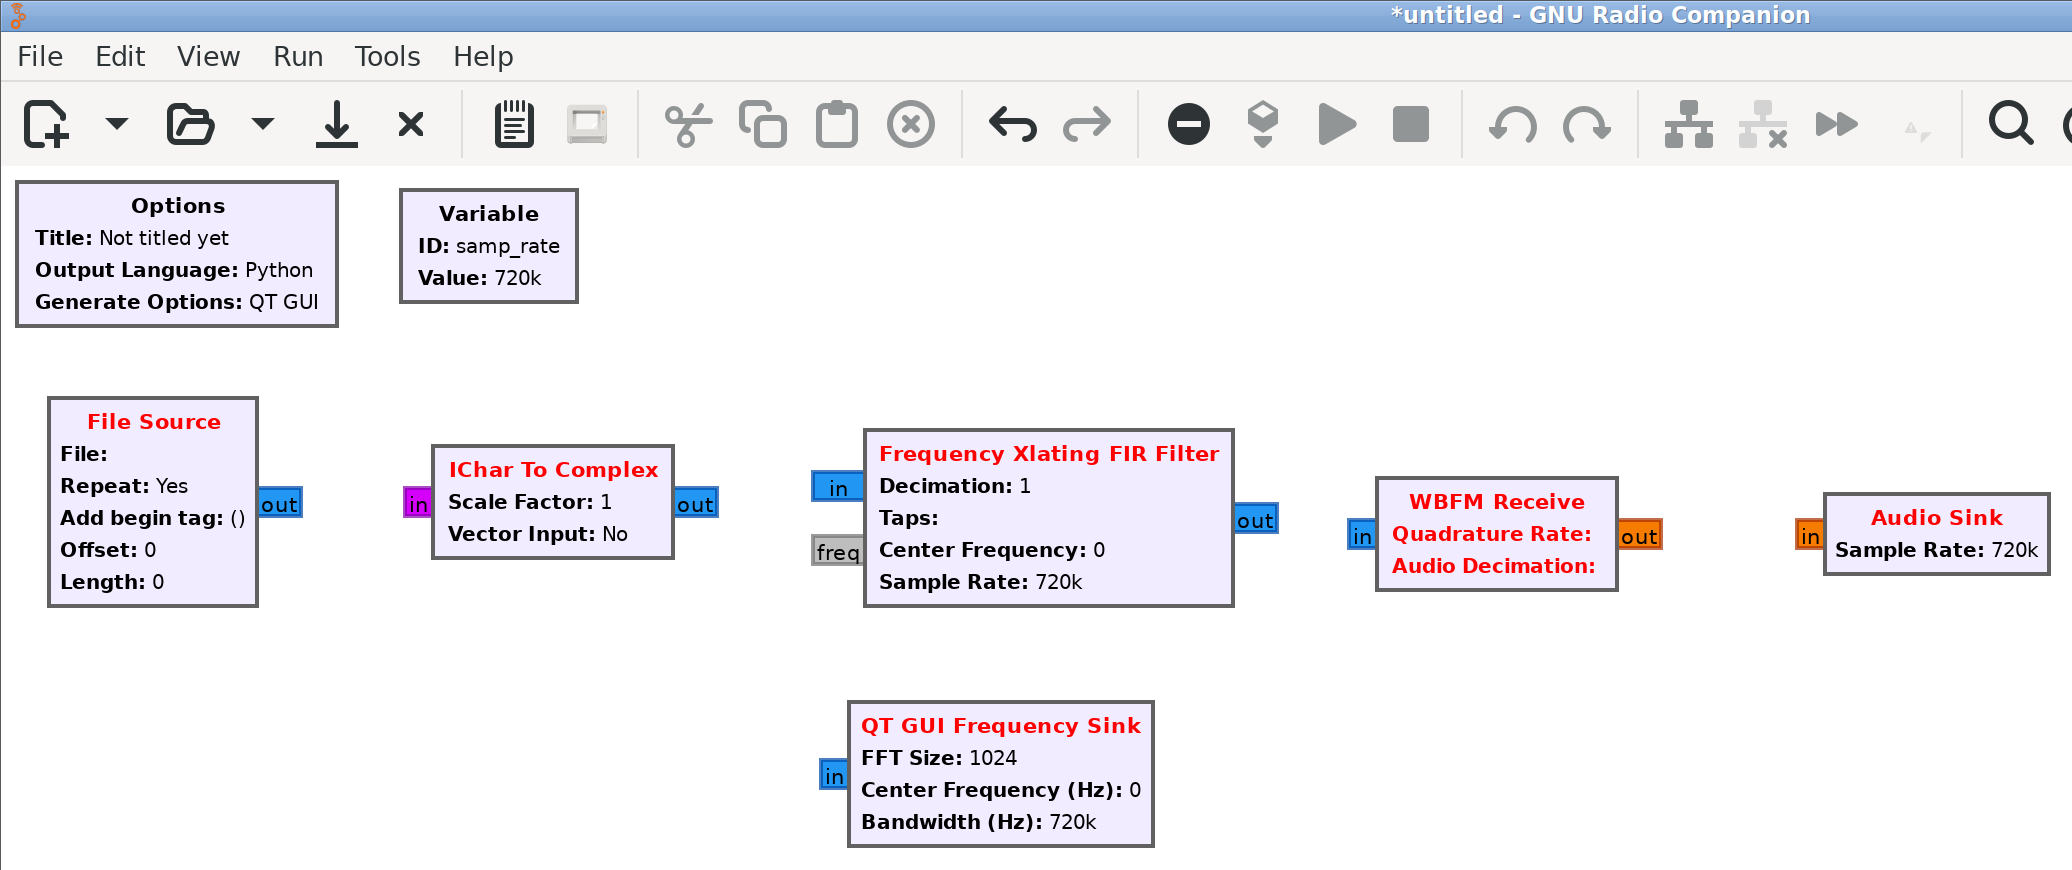 *untitled - GNU Radio Companion
File Edit View Run Tools Help
Options
Title: Not titled yet
Output Language: Python
Generate Options: QT GUI
Variable
ID: samp_rate
Value: 720k
File Source
File:
Repeat: Yes
Add begin tag: ()
Offset: 0
Length: 0
out
in
IChar To Complex
Scale Factor: 1
Vector Input: No
out
in
freq
Frequency Xlating FIR Filter
Decimation: 1
Taps:
Center Frequency: 0
Sample Rate: 720k
out
in
WBFM Receive
Quadrature Rate:
Audio Decimation:
out
in
Audio Sink
Sample Rate: 720k
in
QT GUI Frequency Sink
FFT Size: 1024
Center Frequency (Hz): 0
Bandwidth (Hz): 720k